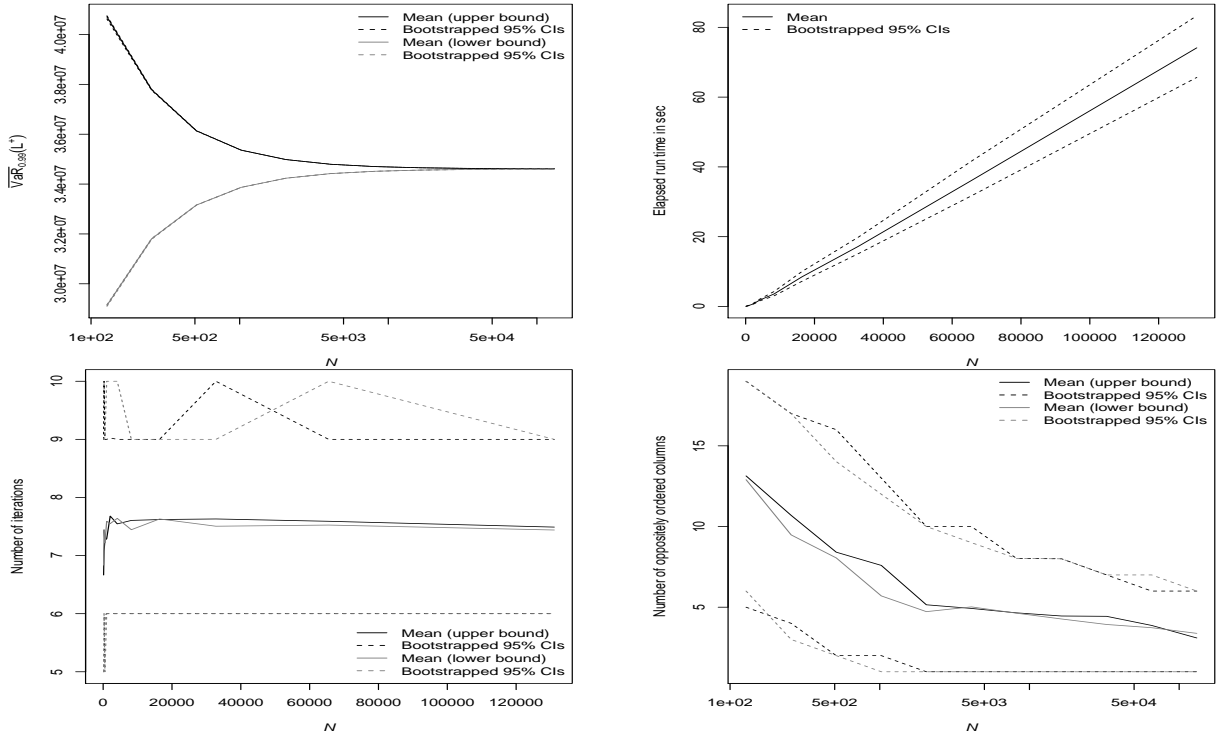 Mean (upper bound)
Bootstrapped 95% CIs
Mean (lower bound)
Bootstrapped 95% CIs
4.0e+07
3.8e+07
3.6e+07
3.4e+07
3.2e+07
3.0e+07
VaR0.99(L+)
1e+02 5e+02 5e+03 5e+04
N
Mean
Bootstrapped 95% CIs
80
60
40
20
0
Elapsed run time in sec
0 20000 40000 60000 80000 100000 120000
N
10
9
8
7
6
5
Number of iterations
Mean (upper bound)
Bootstrapped 95% CIs
Mean (lower bound)
Bootstrapped 95% CIs
0 20000 40000 60000 80000 100000 120000
N
Mean (upper bound)
Bootstrapped 95% CIs
Mean (lower bound)
Bootstrapped 95% CIs
15
10
5
Number of oppositely ordered columns
1e+02 5e+02 5e+03 5e+04
N